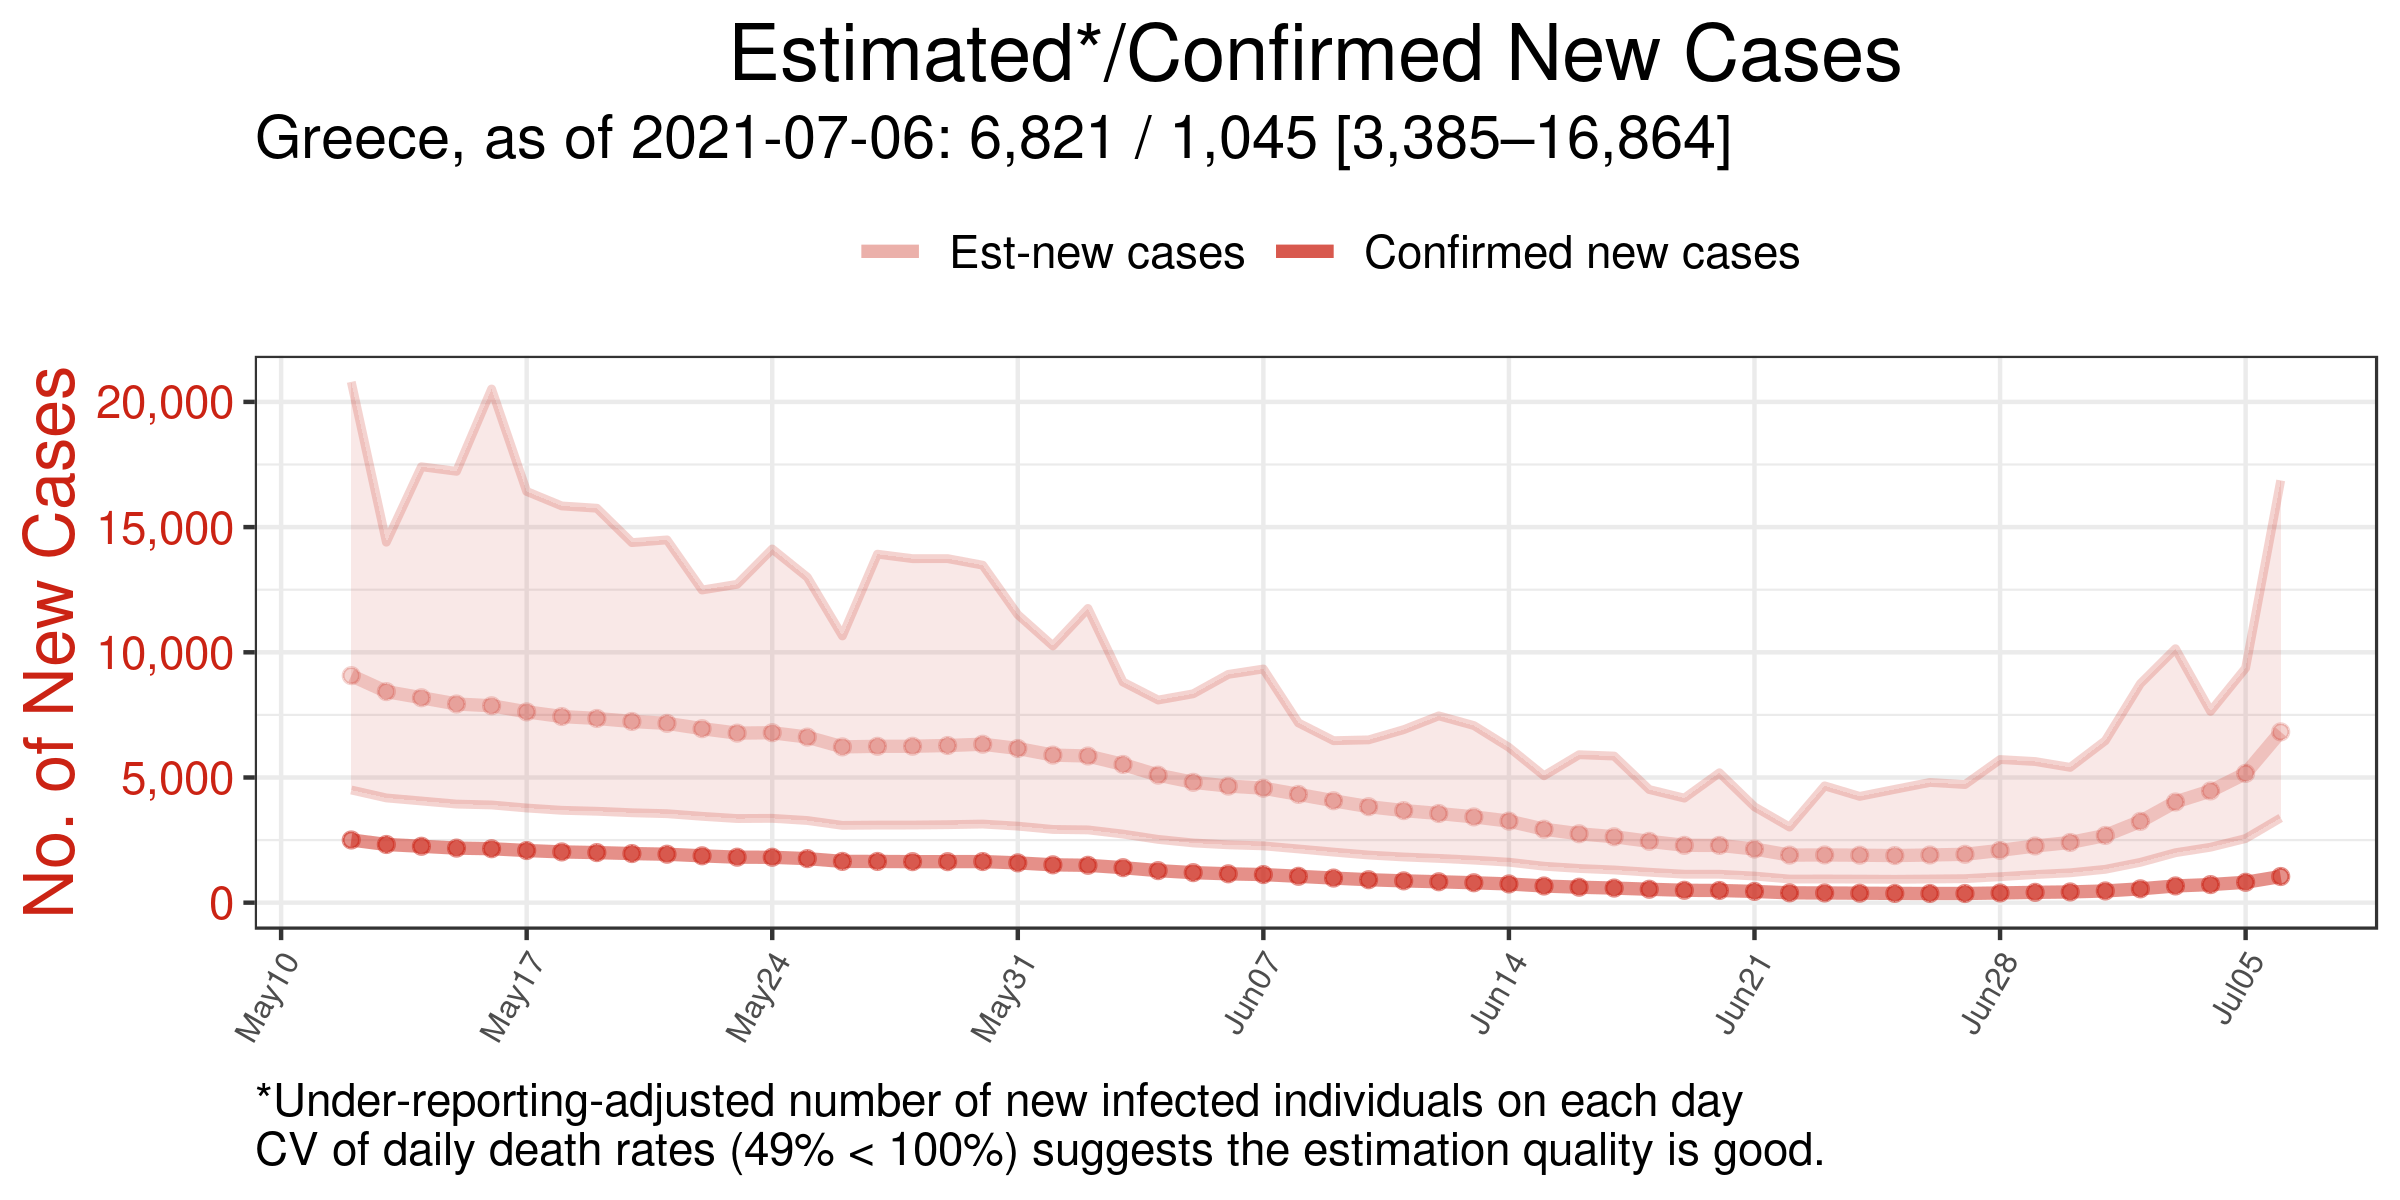 Estimated*/Confirmed New Cases
Greece, as of 2021-07-06: 6,821 / 1,045 [3,385–16,864]
Est-new cases
Confirmed new cases
No. of New Cases
20,000
15,000
10,000
5,000
0
May10
May17
May24
May31
Jun07
Jun14
Jun21
Jun28
Jul05
*Under-reporting-adjusted number of new infected individuals on each day
CV of daily death rates (49% < 100%) suggests the estimation quality is good.